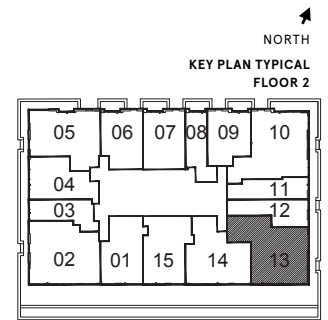 NORTH
KEY PLAN TYPICAL
FLOOR 2
05 06 07 08 09 10
04 11
03 12
02 01 15 14 13